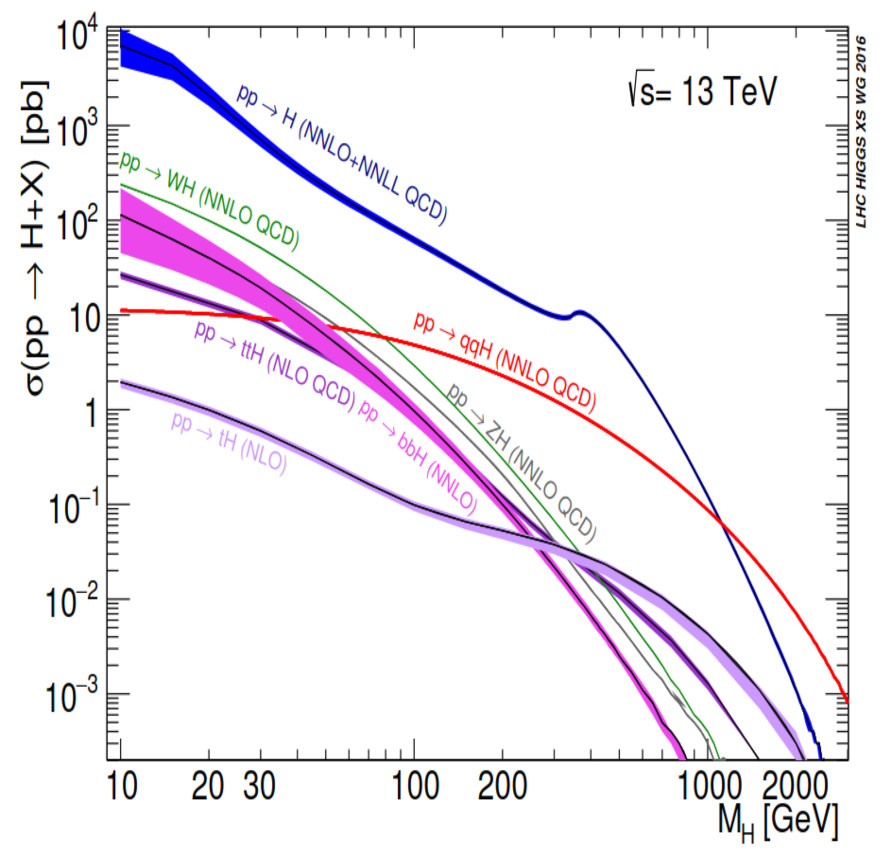 LHC HIGGS XS WG 2016
σ(pp → H+X) [pb]
√s= 13 TeV
10⁴
10³
10²
10
1
10⁻¹
10⁻²
10⁻³
pp → H (NNLO+NNLL QCD)
pp → WH (NNLO QCD)
pp → qqH (NNLO QCD)
pp → ttH (NLO QCD)
pp → ZH (NNLO QCD)
pp → bbH (NNLO)
pp → tH (NLO)
10 20 30 100 200 1000 2000
M_H [GeV]